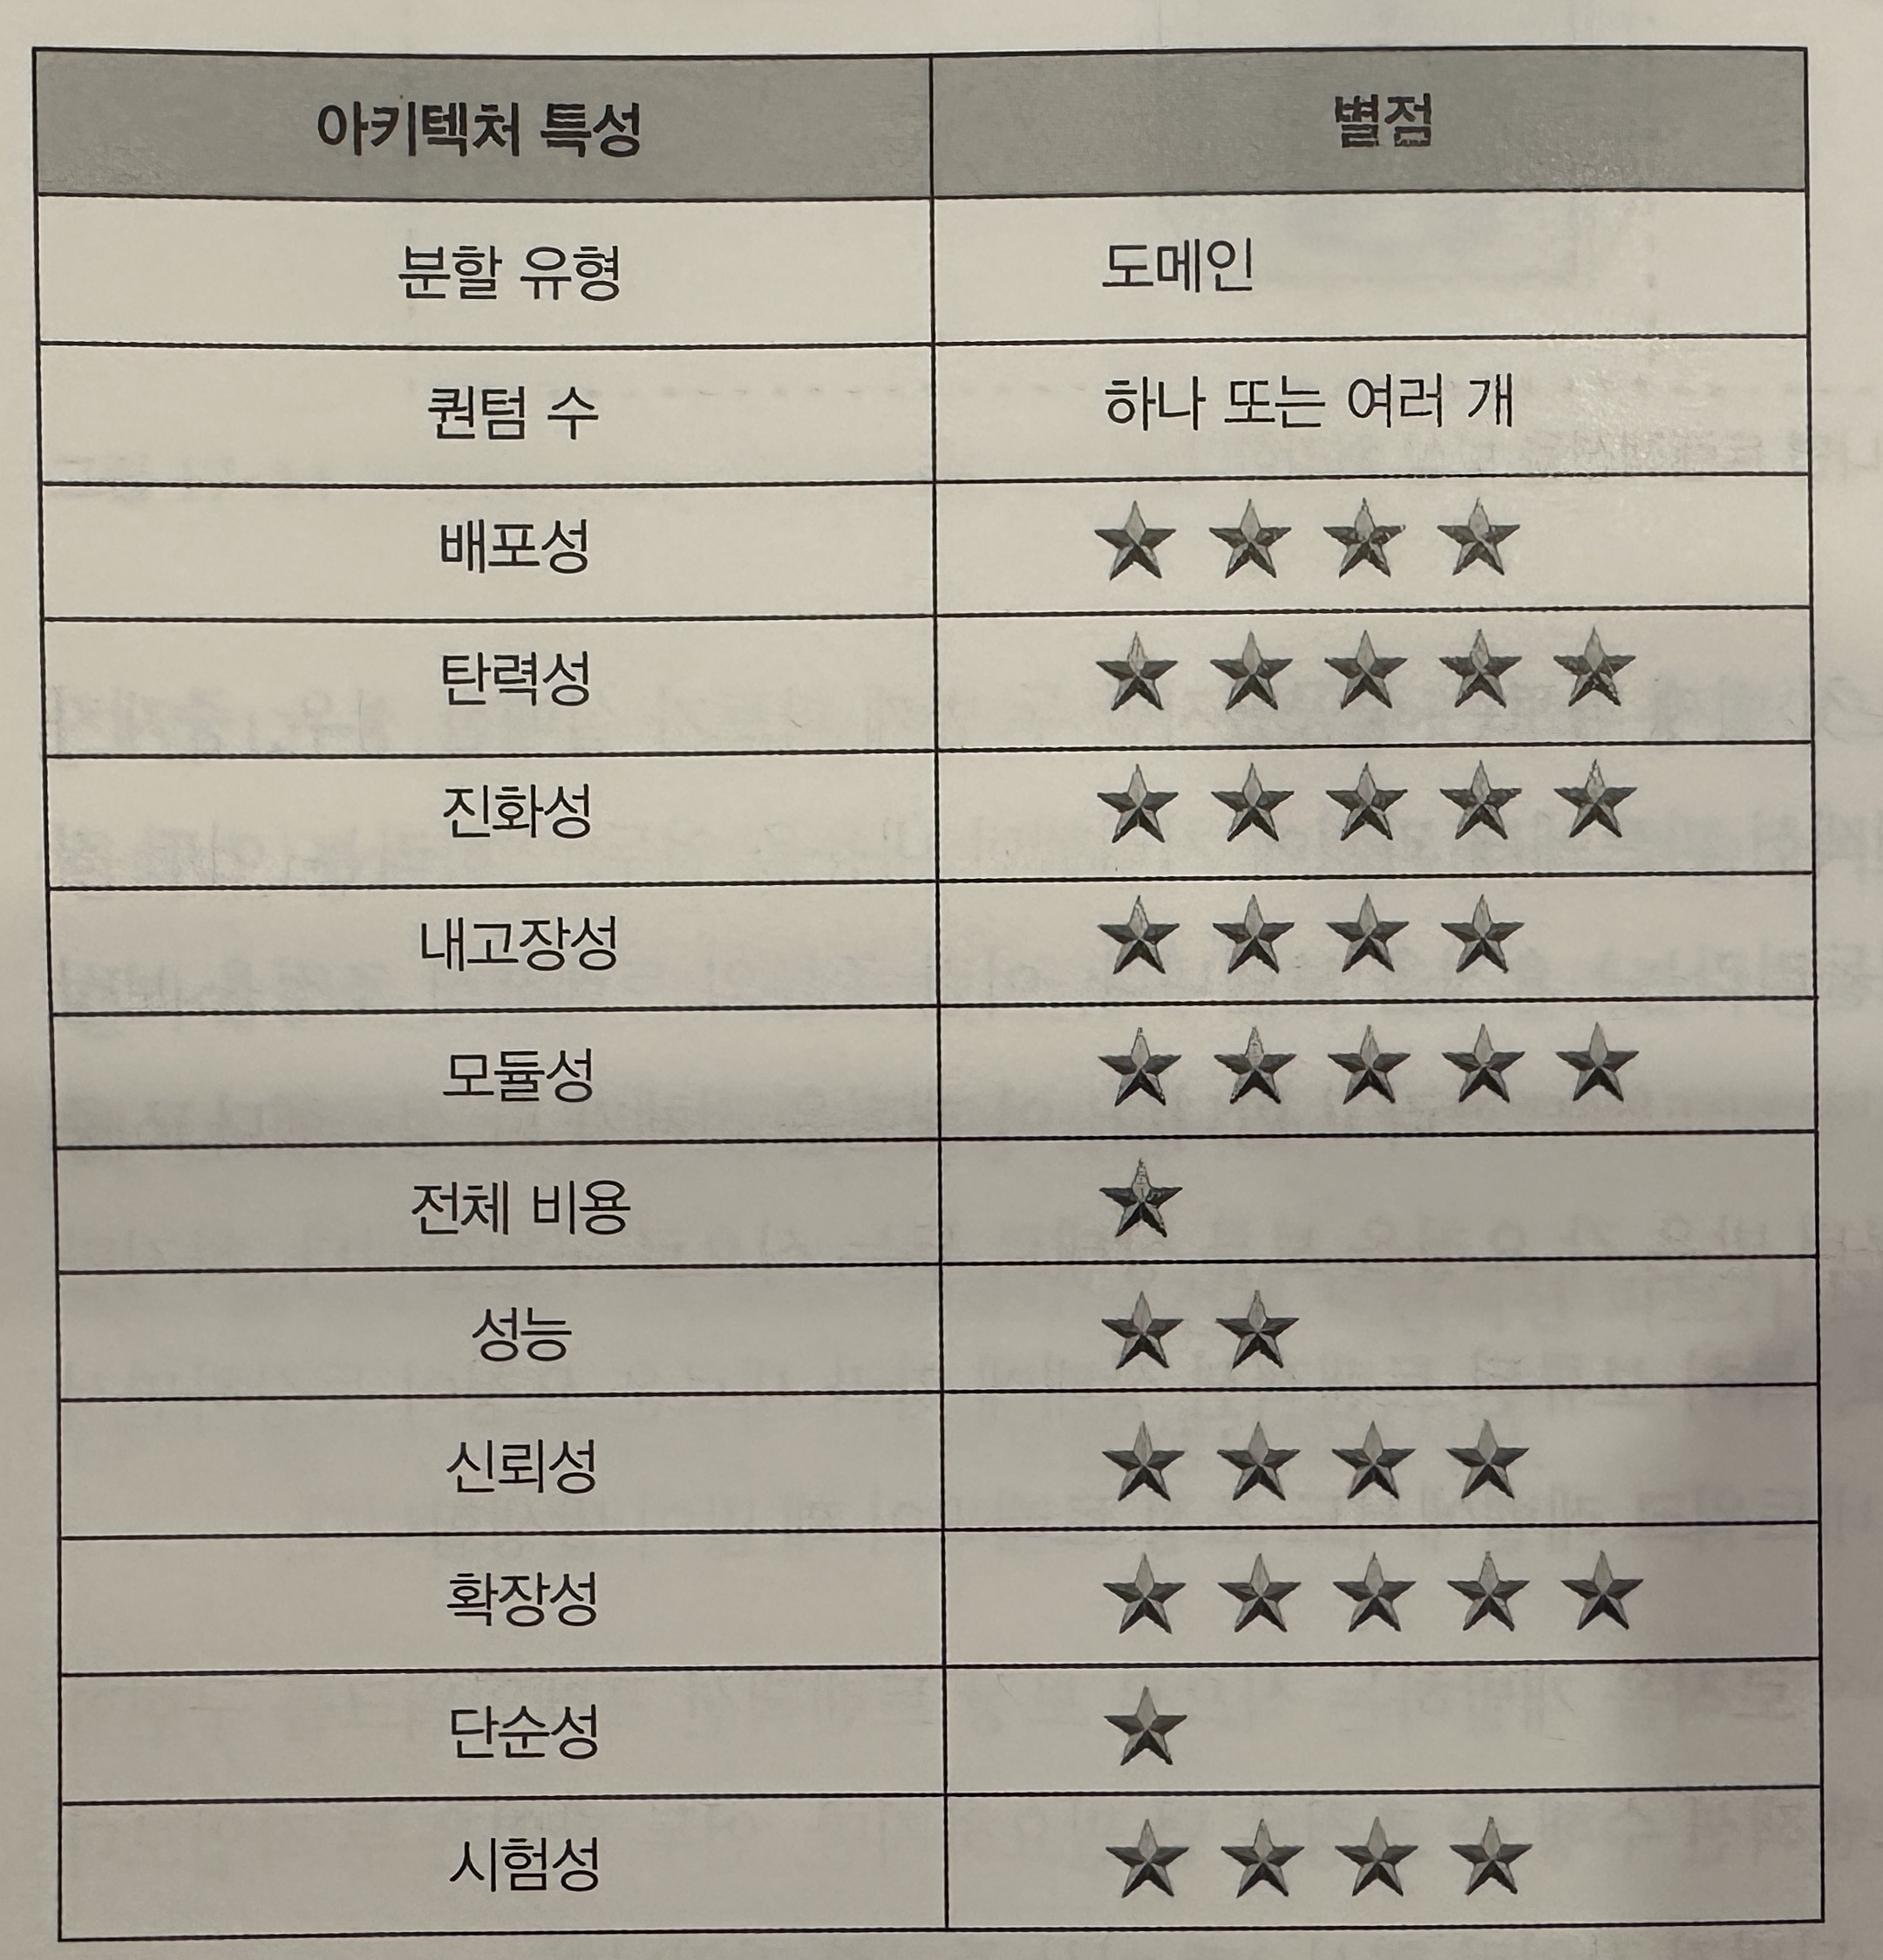 아키텍처 특성 별점
분할 유형 도메인
퀀텀 수 하나 또는 여러 개
배포성 ★★★★
탄력성 ★★★★★
진화성 ★★★★★
내고장성 ★★★★
모듈성 ★★★★★
전체 비용 ★
성능 ★★
신뢰성 ★★★★
확장성 ★★★★★
단순성 ★
시험성 ★★★★